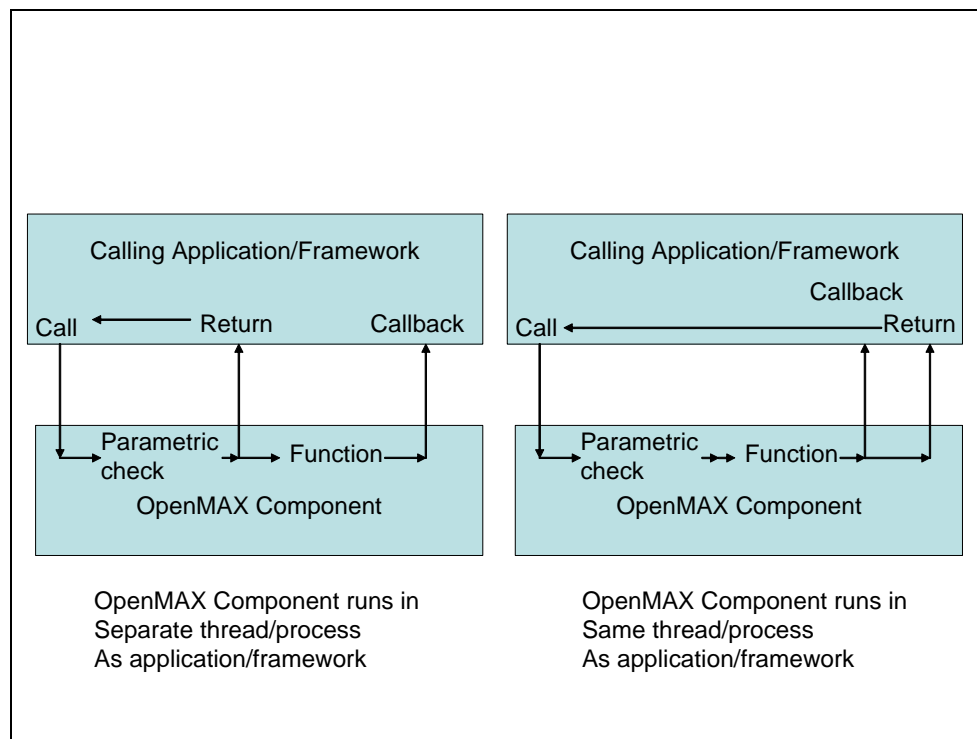 Calling Application/Framework
Call
Return
Callback
Parametric
check
Function
OpenMAX Component
OpenMAX Component runs in
Separate thread/process
As application/framework
Calling Application/Framework
Callback
Call
Return
Parametric
check
Function
OpenMAX Component
OpenMAX Component runs in
Same thread/process
As application/framework